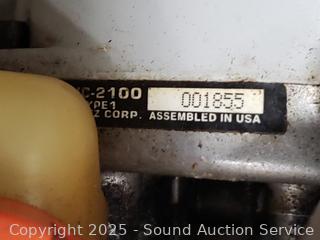 C-2100 001855
YPE1
Z CORP. ASSEMBLED IN USA
Copyright 2025 - Sound Auction Service